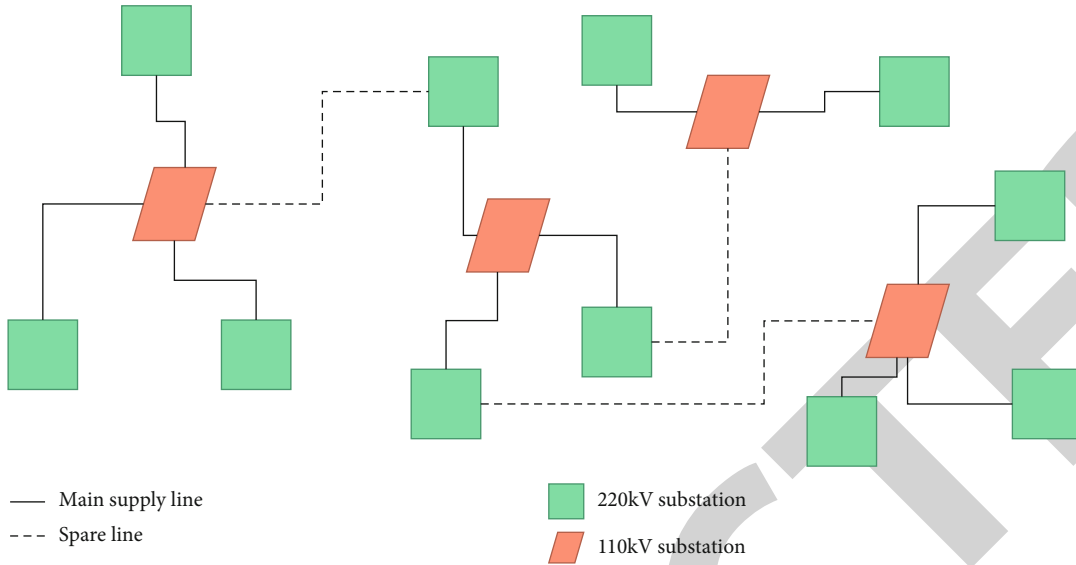 Main supply line
Spare line
220kV substation
110kV substation